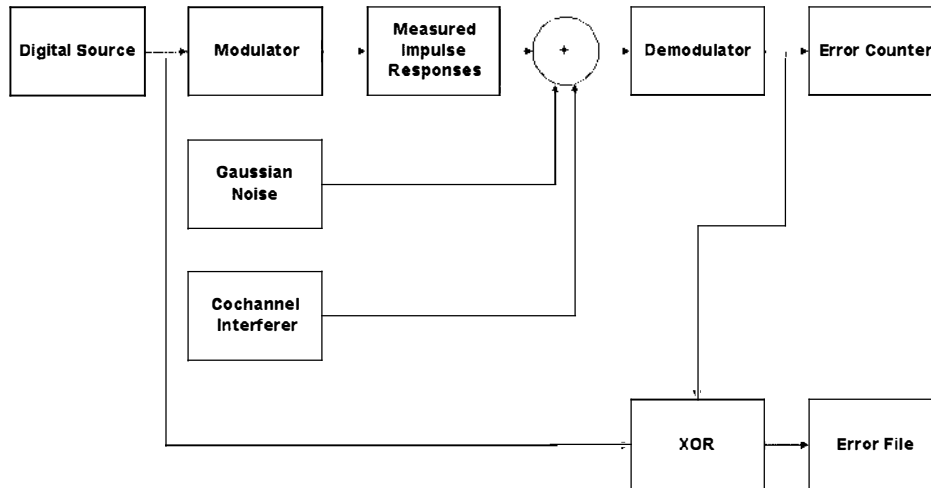 Digital Source
Modulator
Measured
Impulse
Responses
+
Demodulator
Error Counter
Gaussian
Noise
Cochannel
Interferer
XOR
Error File